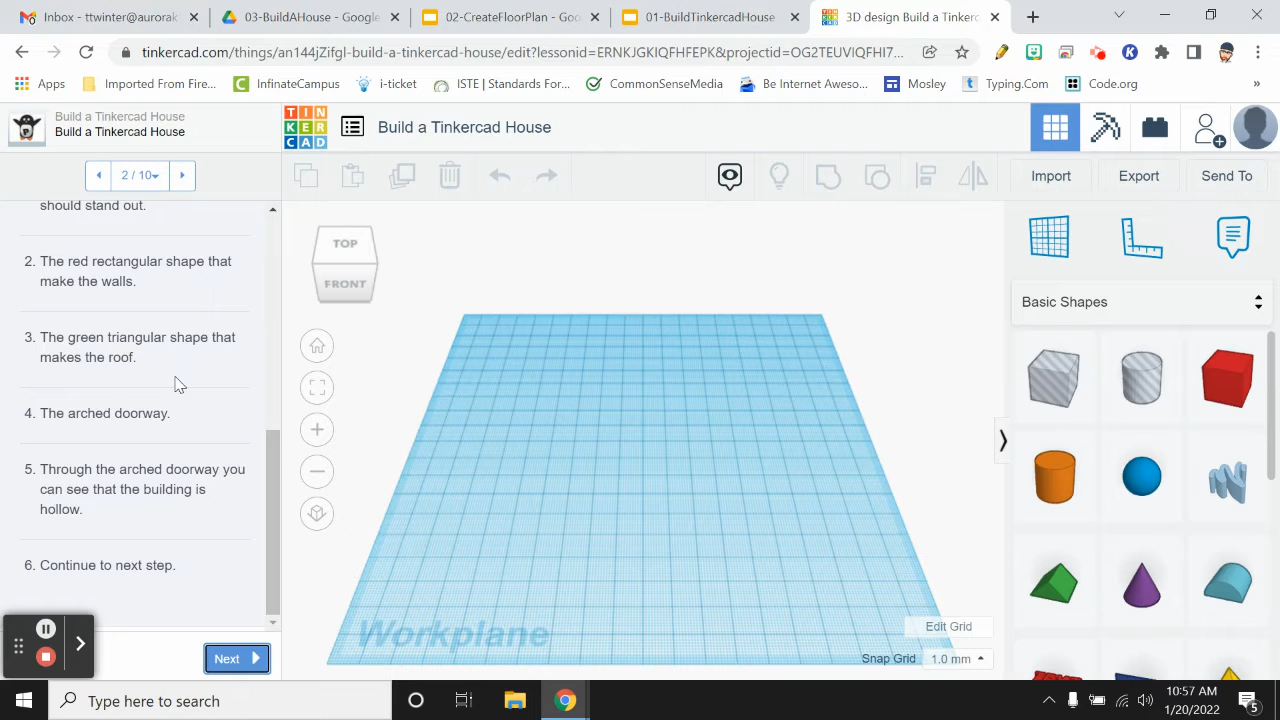 Inbox - ttwining@aurorak
03-BuildAHouse - Google
02-CreateFloorPlan - Goo
01-BuildTinkercadHouse
3D design Build a Tinkerc
tinkercad.com/things/an144jZifgl-build-a-tinkercad-house/edit?lessonid=ERNKJGKIQFHFEPK&projectid=OG2TEUVIQFHI7...
Apps
Imported From Fire...
InfinateCampus
i-ticket
ISTE | Standards For...
CommonSenseMedia
Be Internet Aweso...
Mosley
Typing.Com
Code.org
»
Build a Tinkercad House
Build a Tinkercad House
TIN
KER
CAD
Build a Tinkercad House
2 / 10
Import
Export
Send To
should stand out.
2. The red rectangular shape that
make the walls.
3. The green triangular shape that
makes the roof.
4. The arched doorway.
5. Through the arched doorway you
can see that the building is
hollow.
6. Continue to next step.
Next
TOP
FRONT
Basic Shapes
Workplane
Edit Grid
Snap Grid 1.0 mm
Type here to search
10:57 AM
1/20/2022
5